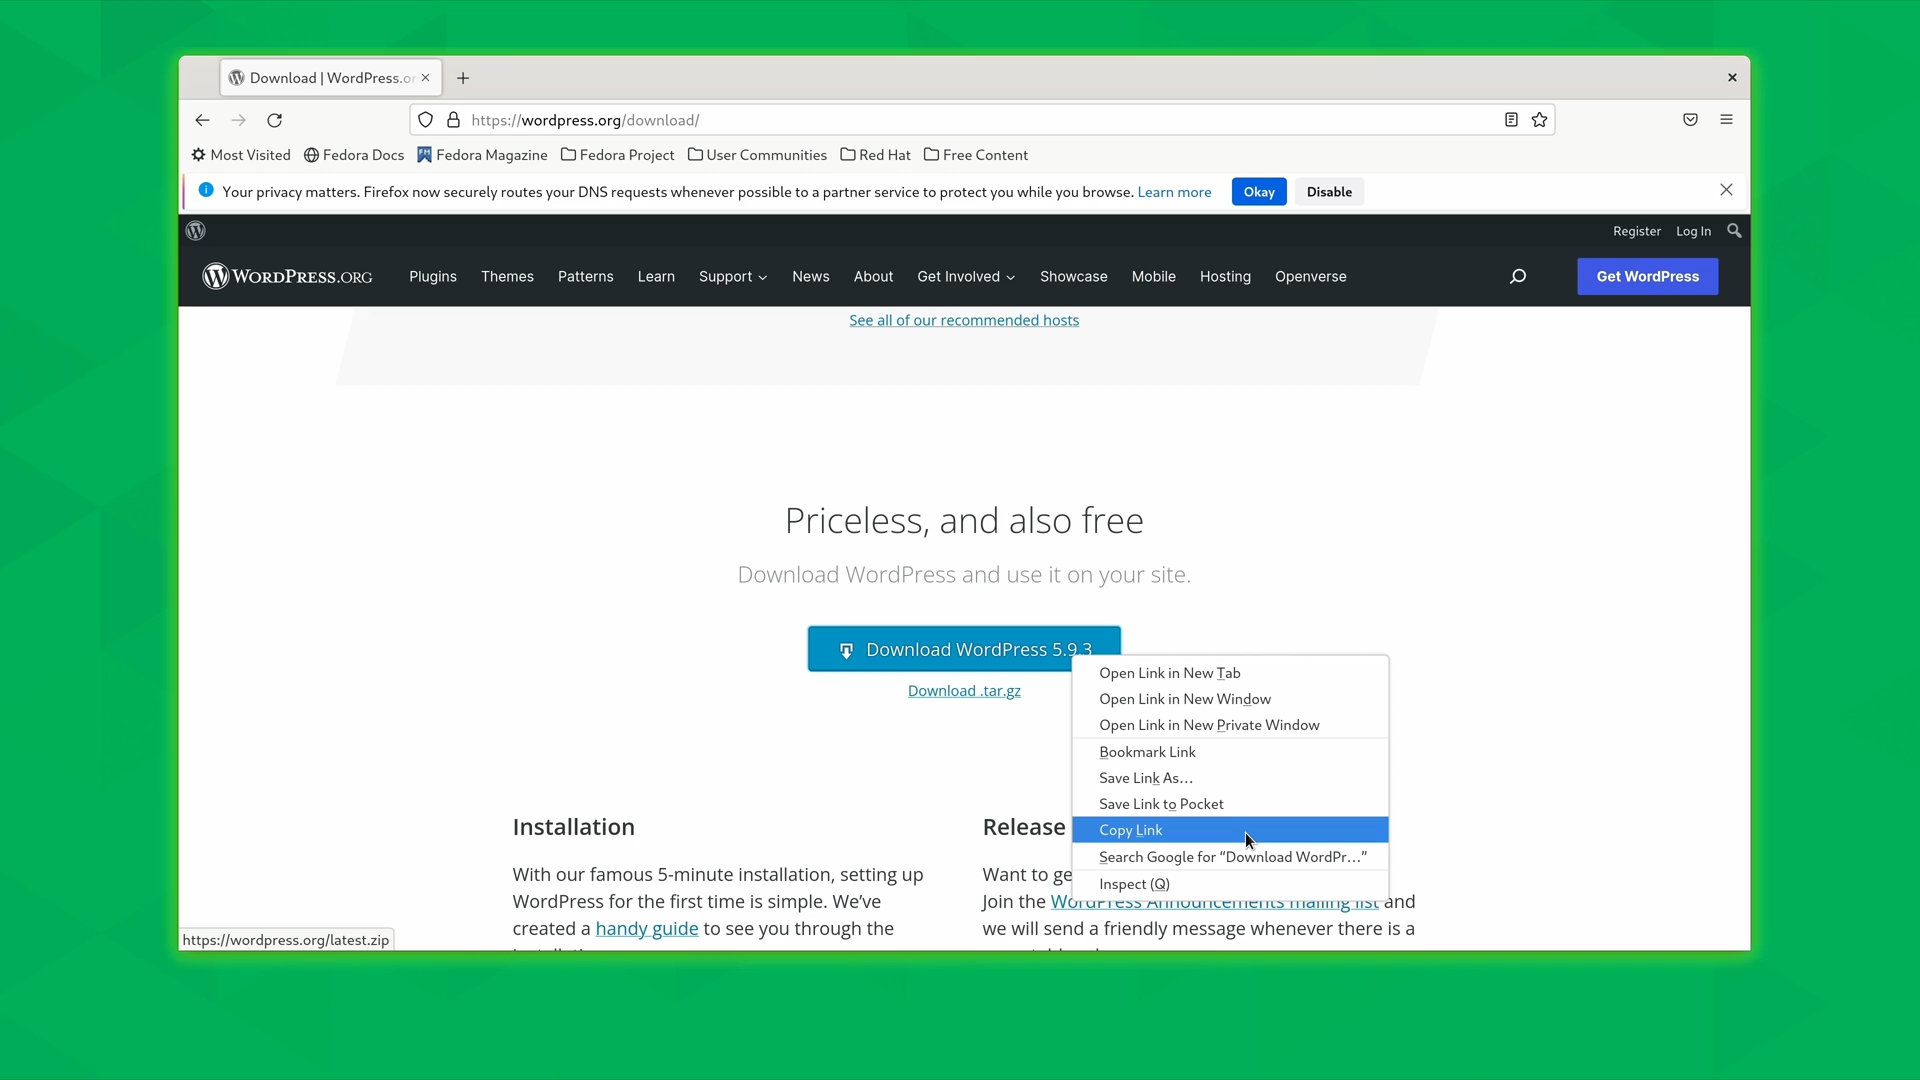 Download | WordPress.or
https://wordpress.org/download/
Most Visited Fedora Docs Fedora Magazine Fedora Project User Communities Red Hat Free Content
Your privacy matters. Firefox now securely routes your DNS requests whenever possible to a partner service to protect you while you browse. Learn more Okay Disable
Register Log In
WORDPRESS.ORG Plugins Themes Patterns Learn Support News About Get Involved Showcase Mobile Hosting Openverse Get WordPress
See all of our recommended hosts
Priceless, and also free
Download WordPress and use it on your site.
Download WordPress 5.9.3
Download .tar.gz
Open Link in New Tab
Open Link in New Window
Open Link in New Private Window
Bookmark Link
Save Link As…
Save Link to Pocket
Copy Link
Search Google for “Download WordPr…”
Inspect (Q)
Installation
With our famous 5-minute installation, setting up
WordPress for the first time is simple. We’ve
created a handy guide to see you through the
Release
Want to ge
Join the WordPress Announcements mailing list and
we will send a friendly message whenever there is a
https://wordpress.org/latest.zip